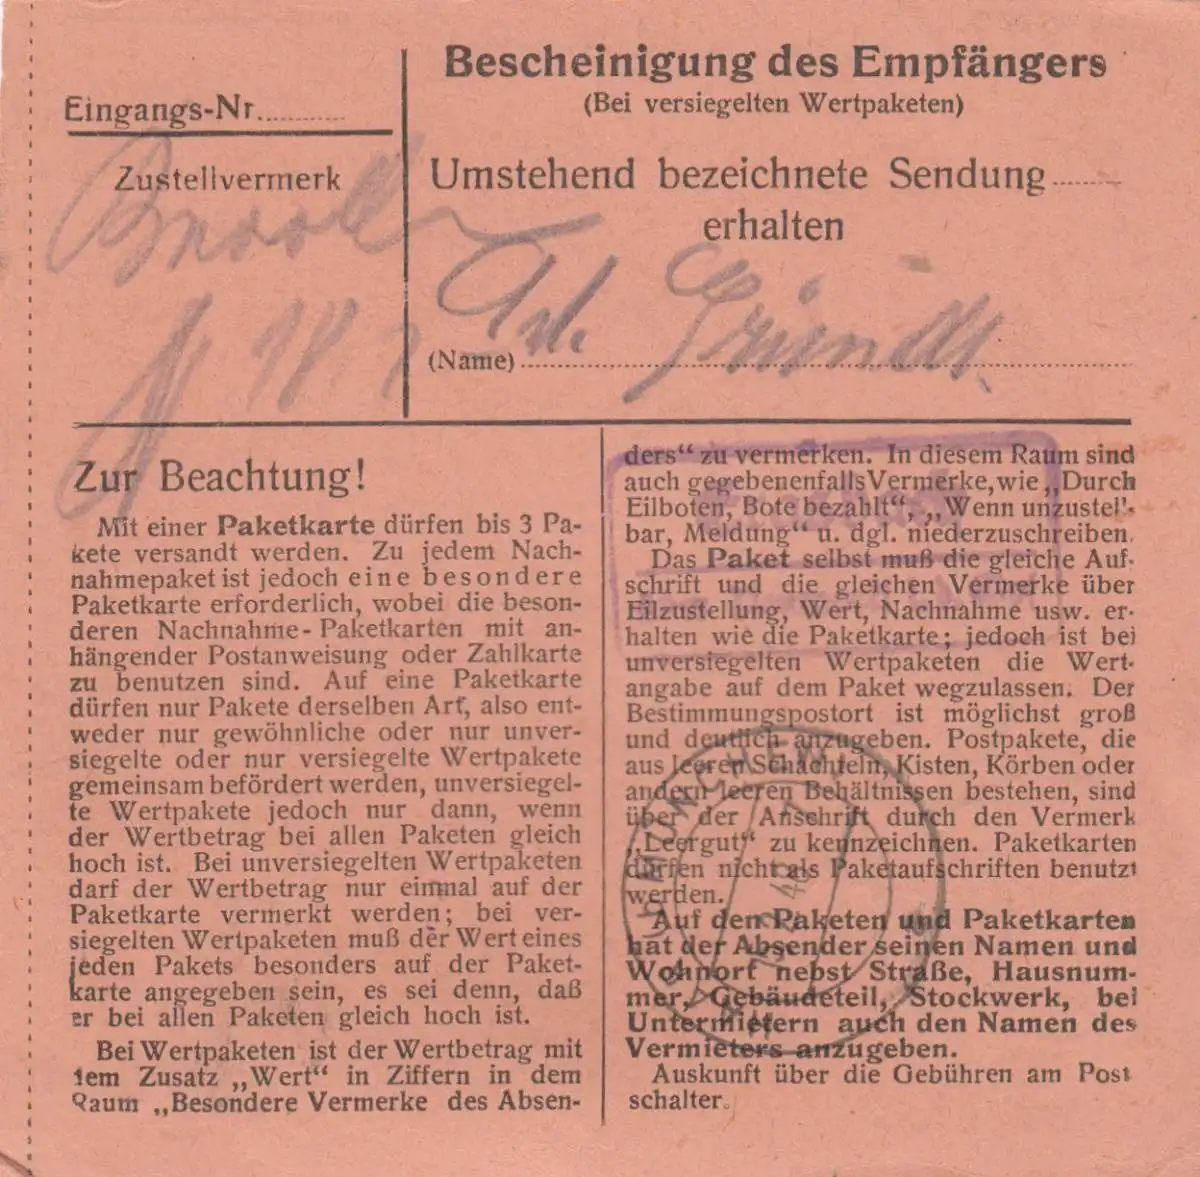 Eingangs-Nr.
Zustellvermerk
Bescheinigung des Empfängers
(Bei versiegelten Wertpaketen)
Umstehend bezeichnete Sendung
erhalten
(Name)
Zur Beachtung!
Mit einer Paketkarte dürfen bis 3 Pa-
kete versandt werden. Zu jedem Nach-
nahmepaket ist jedoch eine besondere
Paketkarte erforderlich, wobei die beson-
deren Nachnahme-Paketkarten mit an-
hängender Postanweisung oder Zahlkarte
zu benutzen sind. Auf eine Paketkarte
dürfen nur Pakete derselben Art, also ent-
weder nur gewöhnliche oder nur unver-
siegelte oder nur versiegelte Wertpakete
gemeinsam befördert werden, unversiegel-
te Wertpakete jedoch nur dann, wenn
der Wertbetrag bei allen Paketen gleich
hoch ist. Bei unversiegelten Wertpaketen
darf der Wertbetrag nur einmal auf der
Paketkarte vermerkt werden; bei ver-
siegelten Wertpaketen muß der Wert eines
jeden Pakets besonders auf der Paket-
karte angegeben sein, es sei denn, daß
er bei allen Paketen gleich hoch ist.
Bei Wertpaketen ist der Wertbetrag mit
dem Zusatz „Wert“ in Ziffern in dem
Raum „Besondere Vermerke des Absen-
ders“ zu vermerken. In diesem Raum sind
auch gegebenenfalls Vermerke, wie „Durch
Eilboten, Bote bezahlt“, „Wenn unzustell-
bar, Meldung“ u. dgl. niederzuschreiben.
Das Paket selbst muß die gleiche Auf-
schrift und die gleichen Vermerke über
Eilzustellung, Wert, Nachnahme usw. er-
halten wie die Paketkarte; jedoch ist bei
unversiegelten Wertpaketen die Wert-
angabe auf dem Paket wegzulassen. Der
Bestimmungspostort ist möglichst groß
und deutlich anzugeben. Postpakete, die
aus leeren Schachteln, Kisten, Körben oder
andern leeren Behältnissen bestehen, sind
über der Anschrift durch den Vermerk
„Leergut“ zu kennzeichnen. Paketkarten
dürfen nicht als Paketaufschriften benutzt
werden.
Auf den Paketen und Paketkarten
hat der Absender seinen Namen und
Wohnort nebst Straße, Hausnum-
mer, Gebäudeteil, Stockwerk, bei
Untermietern auch den Namen des
Vermieters anzugeben.
Auskunft über die Gebühren am Post
schalter.